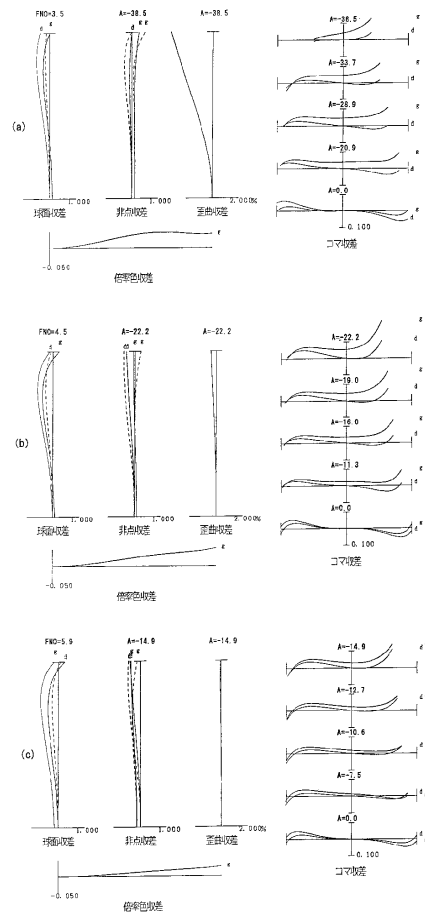 (a)
FNO=3.5
g
d
1.000
球面収差
A=-38.5
d
g g
1.000
非点収差
A=-38.5
2.000%
歪曲収差
g
-0.050
倍率色収差
A=-38.5
g
d
A=-33.7
g
d
A=-28.9
g
d
A=-20.9
g
d
A=0.0
g
d
0.100
コマ収差
(b)
FNO=4.5
g
d
1.000
球面収差
A=-22.2
dd
g g
1.000
非点収差
A=-22.2
2.000%
歪曲収差
g
-0.050
倍率色収差
A=-22.2
g
d
A=-19.0
g
d
A=-16.0
g
d
A=-11.3
g
d
A=0.0
g
d
0.100
コマ収差
(c)
FNO=5.9
g
d
1.000
球面収差
A=-14.9
g g
1.000
非点収差
A=-14.9
2.000%
歪曲収差
g
-0.050
倍率色収差
A=-14.9
d
A=-12.7
d
A=-10.6
d
A=-7.5
d
A=0.0
d
0.100
コマ収差